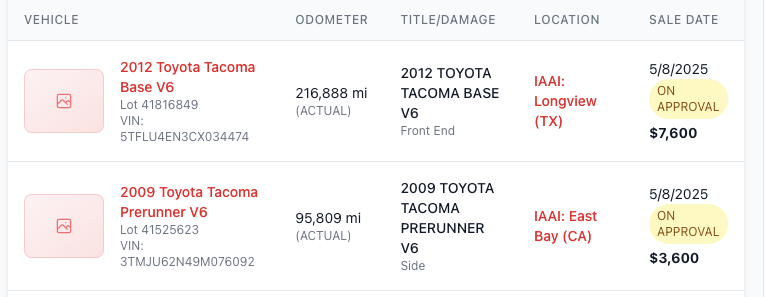 VEHICLE ODOMETER TITLE/DAMAGE LOCATION SALE DATE
2012 Toyota Tacoma
Base V6
Lot 41816849
VIN:
5TFLU4EN3CX034474
216,888 mi
(ACTUAL)
2012 TOYOTA
TACOMA BASE
V6
Front End
IAAI:
Longview
(TX)
5/8/2025
ON
APPROVAL
$7,600
2009 Toyota Tacoma
Prerunner V6
Lot 41525623
VIN:
3TMJU62N49M076092
95,809 mi
(ACTUAL)
2009 TOYOTA
TACOMA
PRERUNNER
V6
Side
IAAI: East
Bay (CA)
5/8/2025
ON
APPROVAL
$3,600